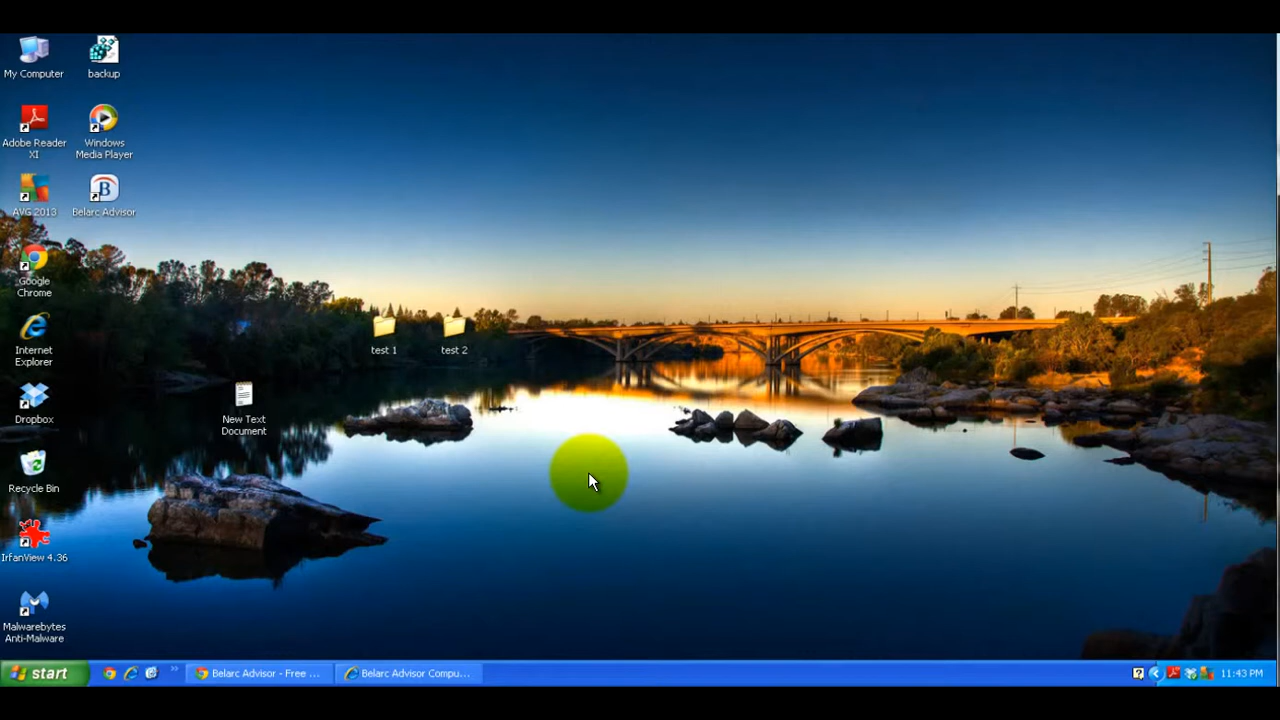 My Computer
backup
Adobe Reader
XI
Windows
Media Player
AVG 2013
Belarc Advisor
B
Google
Chrome
Internet
Explorer
test 1
test 2
Dropbox
New Text
Document
Recycle Bin
IrfanView 4.36
Malwarebytes
Anti-Malware
start
»
Belarc Advisor - Free ...
Belarc Advisor Compu...
?
11:43 PM